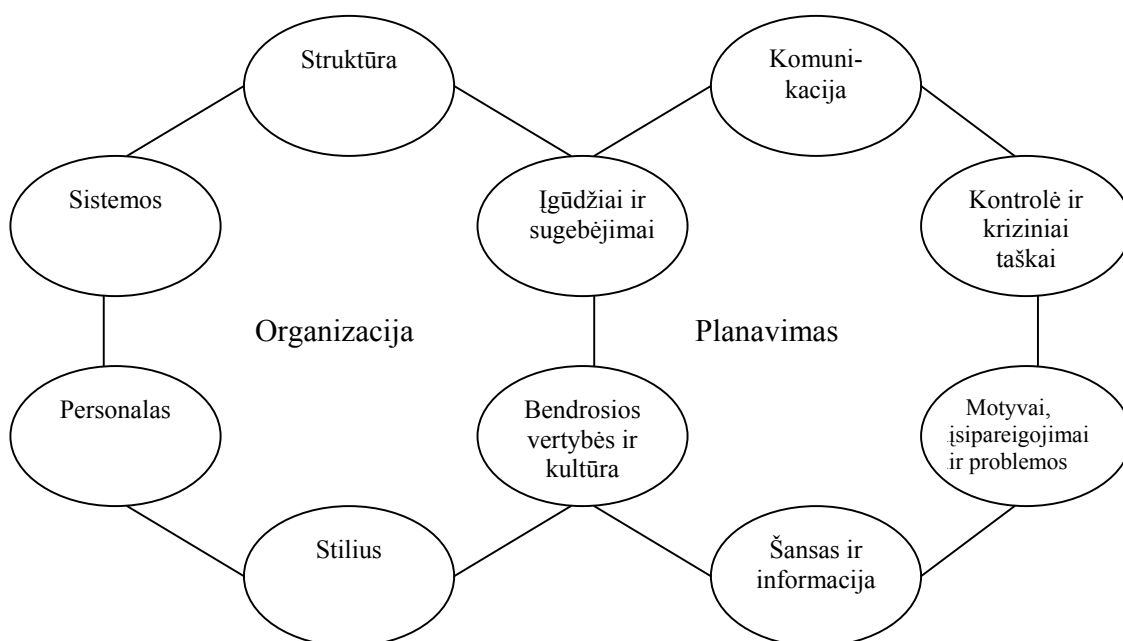 Struktūra
Komuni-
kacija
Sistemos
Įgūdžiai ir
sugebėjimai
Kontrolė ir
kriziniai
taškai
Organizacija
Planavimas
Personalas
Bendrosios
vertybės ir
kultūra
Motyvai,
įsipareigojimai
ir problemos
Stilius
Šansas ir
informacija